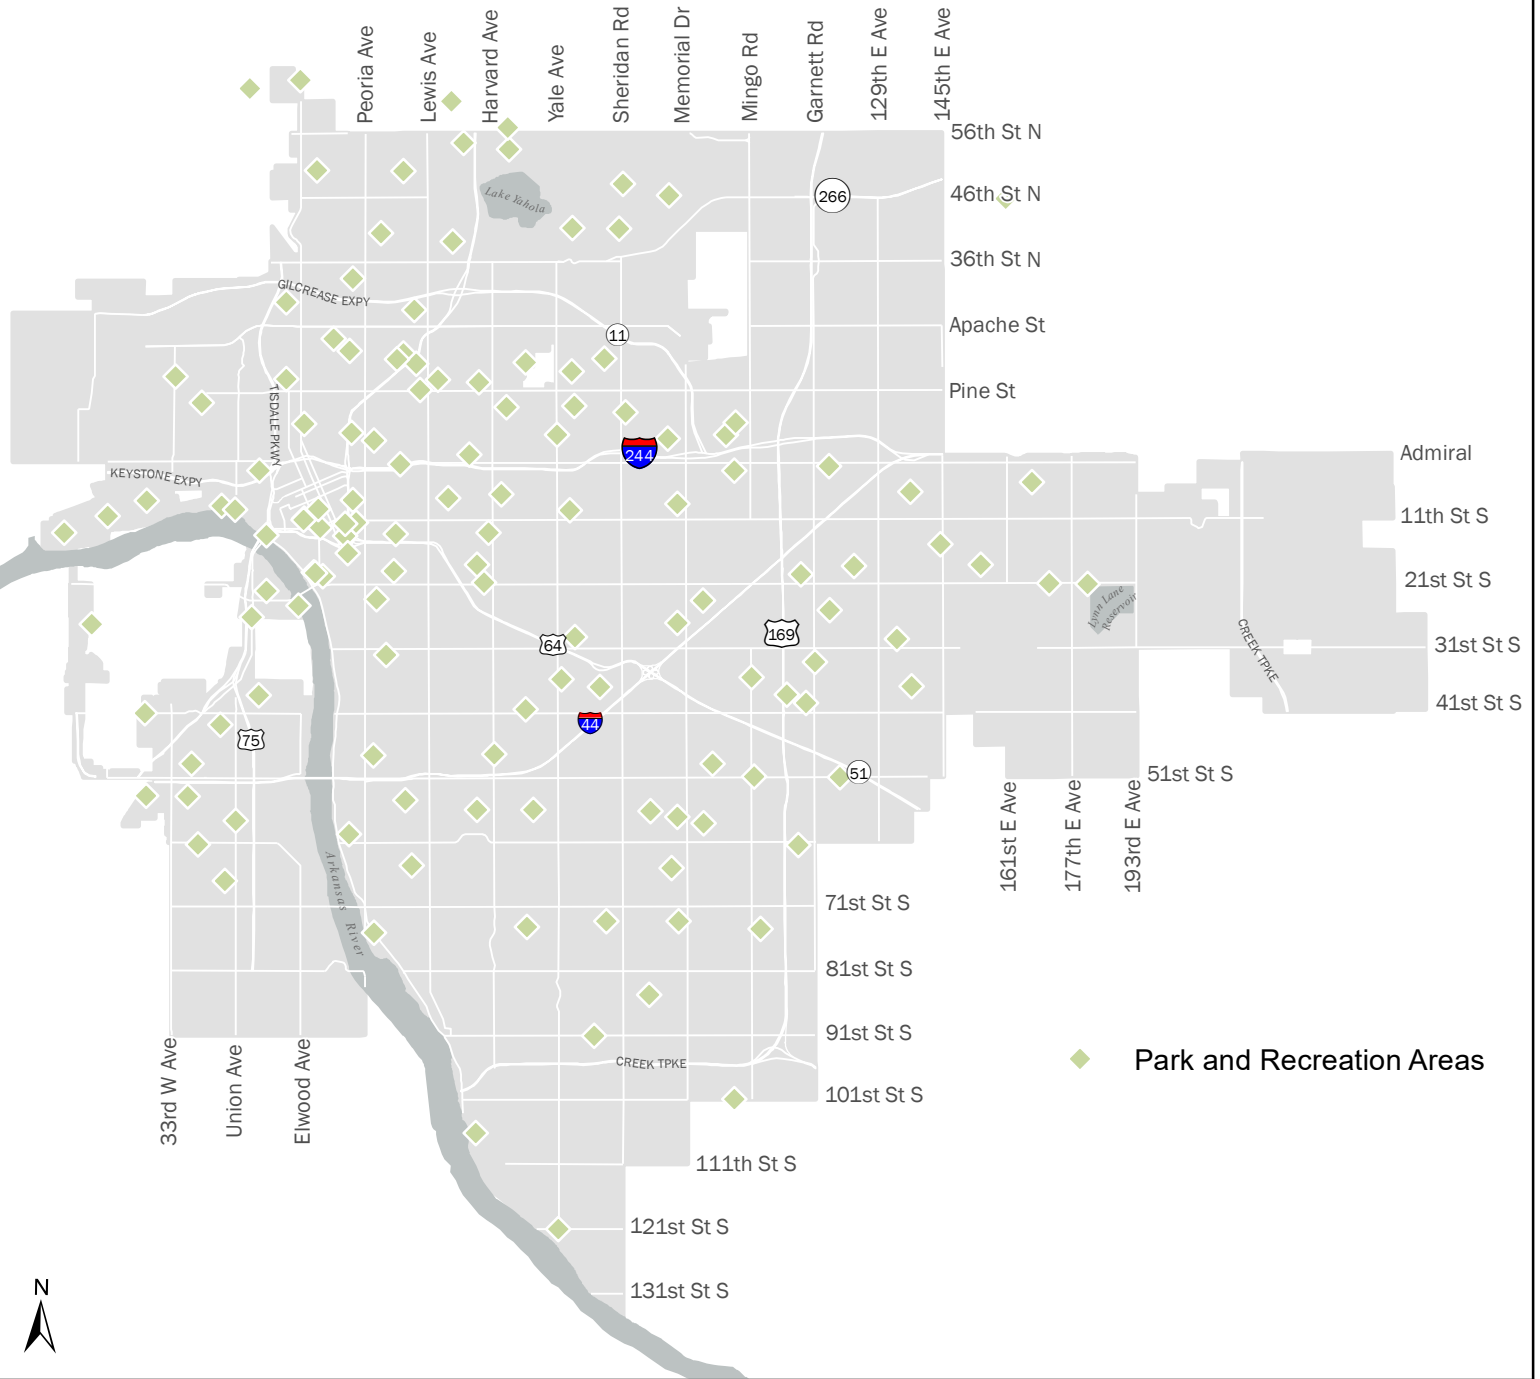 Peoria Ave
Lewis Ave
Harvard Ave
Yale Ave
Sheridan Rd
Memorial Dr
Mingo Rd
Garnett Rd
129th E Ave
145th E Ave
56th St N
Lake Yahola
266
46th St N
36th St N
GILCREASE EXPY
11
Apache St
TISDALE PKWY
Pine St
244
Admiral
KEYSTONE EXPY
11th St S
21st St S
Lynn Lane
Reservoir
64
169
CREEK TPKE
31st St S
41st St S
44
75
51
51st St S
161st E Ave
177th E Ave
193rd E Ave
Arkansas River
71st St S
81st St S
91st St S
33rd W Ave
Union Ave
Elwood Ave
CREEK TPKE
Park and Recreation Areas
101st St S
111th St S
121st St S
131st St S
N